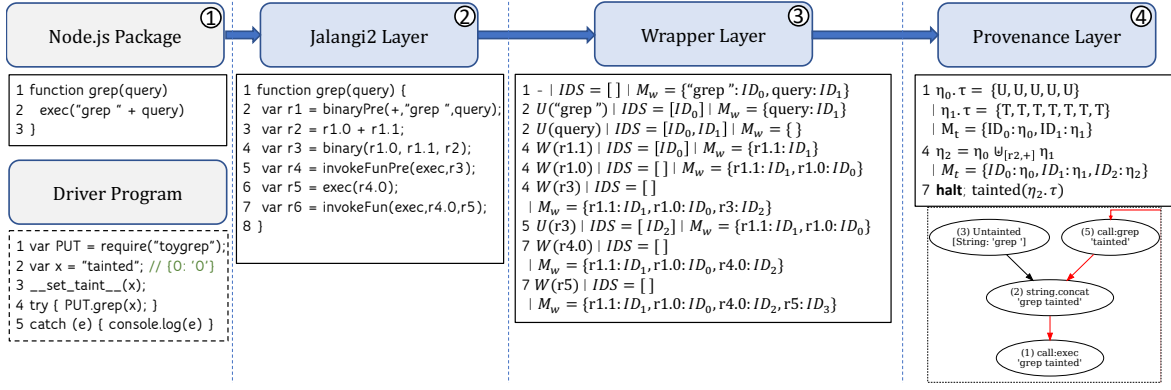 Node.js Package
1
1 function grep(query)
2 exec("grep " + query)
3 }
Driver Program
1 var PUT = require("toygrep");
2 var x = "tainted"; // {0: '0'}
3 __set_taint__(x);
4 try { PUT.grep(x); }
5 catch (e) { console.log(e) }
Jalangi2 Layer
2
1 function grep(query) {
2 var r1 = binaryPre(+,"grep ",query);
3 var r2 = r1.0 + r1.1;
4 var r3 = binary(r1.0, r1.1, r2);
5 var r4 = invokeFunPre(exec,r3);
6 var r5 = exec(r4.0);
7 var r6 = invokeFun(exec,r4.0,r5);
8 }
Wrapper Layer
3
1 - | IDS = [ ] | M_w = {"grep ": ID_0, query: ID_1}
2 U("grep ") | IDS = [ID_0] | M_w = {query: ID_1}
2 U(query) | IDS = [ID_0, ID_1] | M_w = { }
4 W(r1.1) | IDS = [ID_0] | M_w = {r1.1: ID_1}
4 W(r1.0) | IDS = [ ] | M_w = {r1.1: ID_1, r1.0: ID_0}
4 W(r3) | IDS = [ ]
| M_w = {r1.1: ID_1, r1.0: ID_0, r3: ID_2}
5 U(r3) | IDS = [ID_2] | M_w = {r1.1: ID_1, r1.0: ID_0}
7 W(r4.0) | IDS = [ ]
| M_w = {r1.1: ID_1, r1.0: ID_0, r4.0: ID_2}
7 W(r5) | IDS = [ ]
| M_w = {r1.1: ID_1, r1.0: ID_0, r4.0: ID_2, r5: ID_3}
Provenance Layer
4
1 η_0.τ = {U, U, U, U, U}
| η_1.τ = {T, T, T, T, T, T, T}
| M_t = {ID_0: η_0, ID_1: η_1}
4 η_2 = η_0 ⊎_[r2,+] η_1
| M_t = {ID_0: η_0, ID_1: η_1, ID_2: η_2}
7 halt; tainted(η_2.τ)
(3) Untainted
[String: 'grep ']
(5) call:grep
'tainted'
(2) string.concat
'grep tainted'
(1) call:exec
'grep tainted'